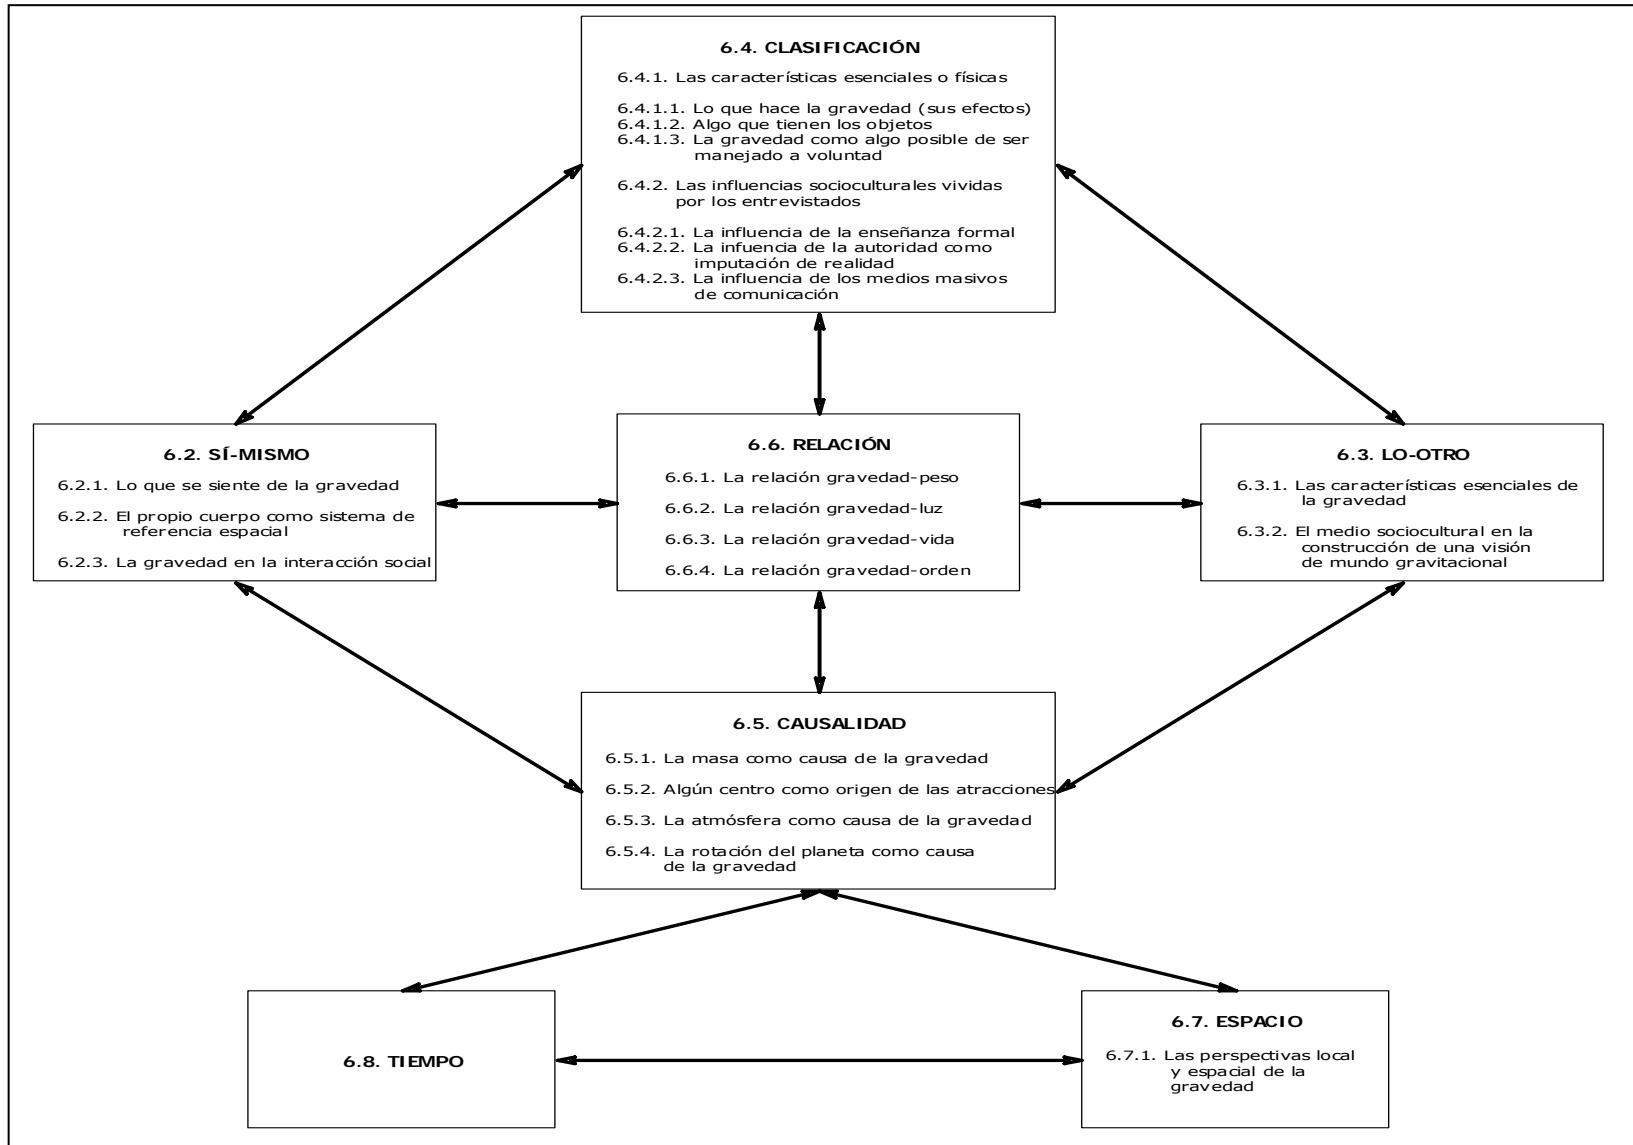 6.4. CLASIFICACIÓN
6.4.1. Las características esenciales o físicas
6.4.1.1. Lo que hace la gravedad (sus efectos)
6.4.1.2. Algo que tienen los objetos
6.4.1.3. La gravedad como algo posible de ser
manejado a voluntad
6.4.2. Las influencias socioculturales vividas
por los entrevistados
6.4.2.1. La influencia de la enseñanza formal
6.4.2.2. La infuencia de la autoridad como
imputación de realidad
6.4.2.3. La influencia de los medios masivos
de comunicación
6.2. SÍ-MISMO
6.2.1. Lo que se siente de la gravedad
6.2.2. El propio cuerpo como sistema de
referencia espacial
6.2.3. La gravedad en la interacción social
6.6. RELACIÓN
6.6.1. La relación gravedad-peso
6.6.2. La relación gravedad-luz
6.6.3. La relación gravedad-vida
6.6.4. La relación gravedad-orden
6.3. LO-OTRO
6.3.1. Las características esenciales de
la gravedad
6.3.2. El medio sociocultural en la
construcción de una visión
de mundo gravitacional
6.5. CAUSALIDAD
6.5.1. La masa como causa de la gravedad
6.5.2. Algún centro como origen de las atracciones
6.5.3. La atmósfera como causa de la gravedad
6.5.4. La rotación del planeta como causa
de la gravedad
6.8. TIEMPO
6.7. ESPACIO
6.7.1. Las perspectivas local
y espacial de la
gravedad